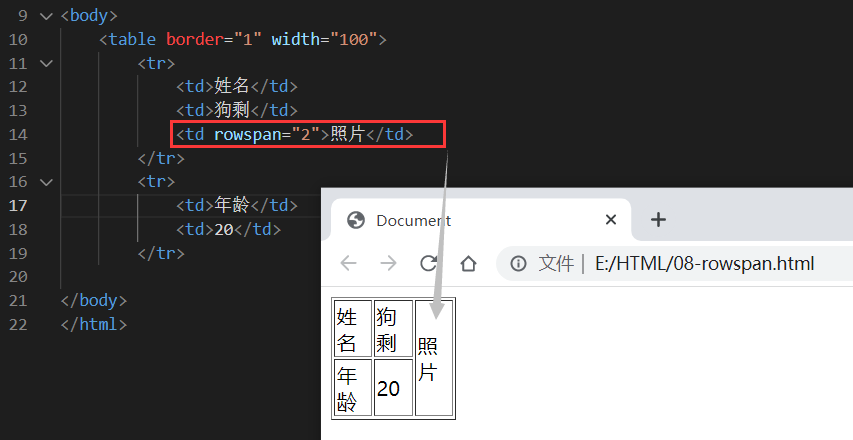 9 <body>
10 <table border="1" width="100">
11 <tr>
12 <td>姓名</td>
13 <td>狗剩</td>
14 <td rowspan="2">照片</td>
15 </tr>
16 <tr>
17 <td>年龄</td>
18 <td>20</td>
19 </tr>
20
21 </body>
22 </html>
Document
文件 | E:/HTML/08-rowspan.html
姓名 狗剩 照片
年龄 20